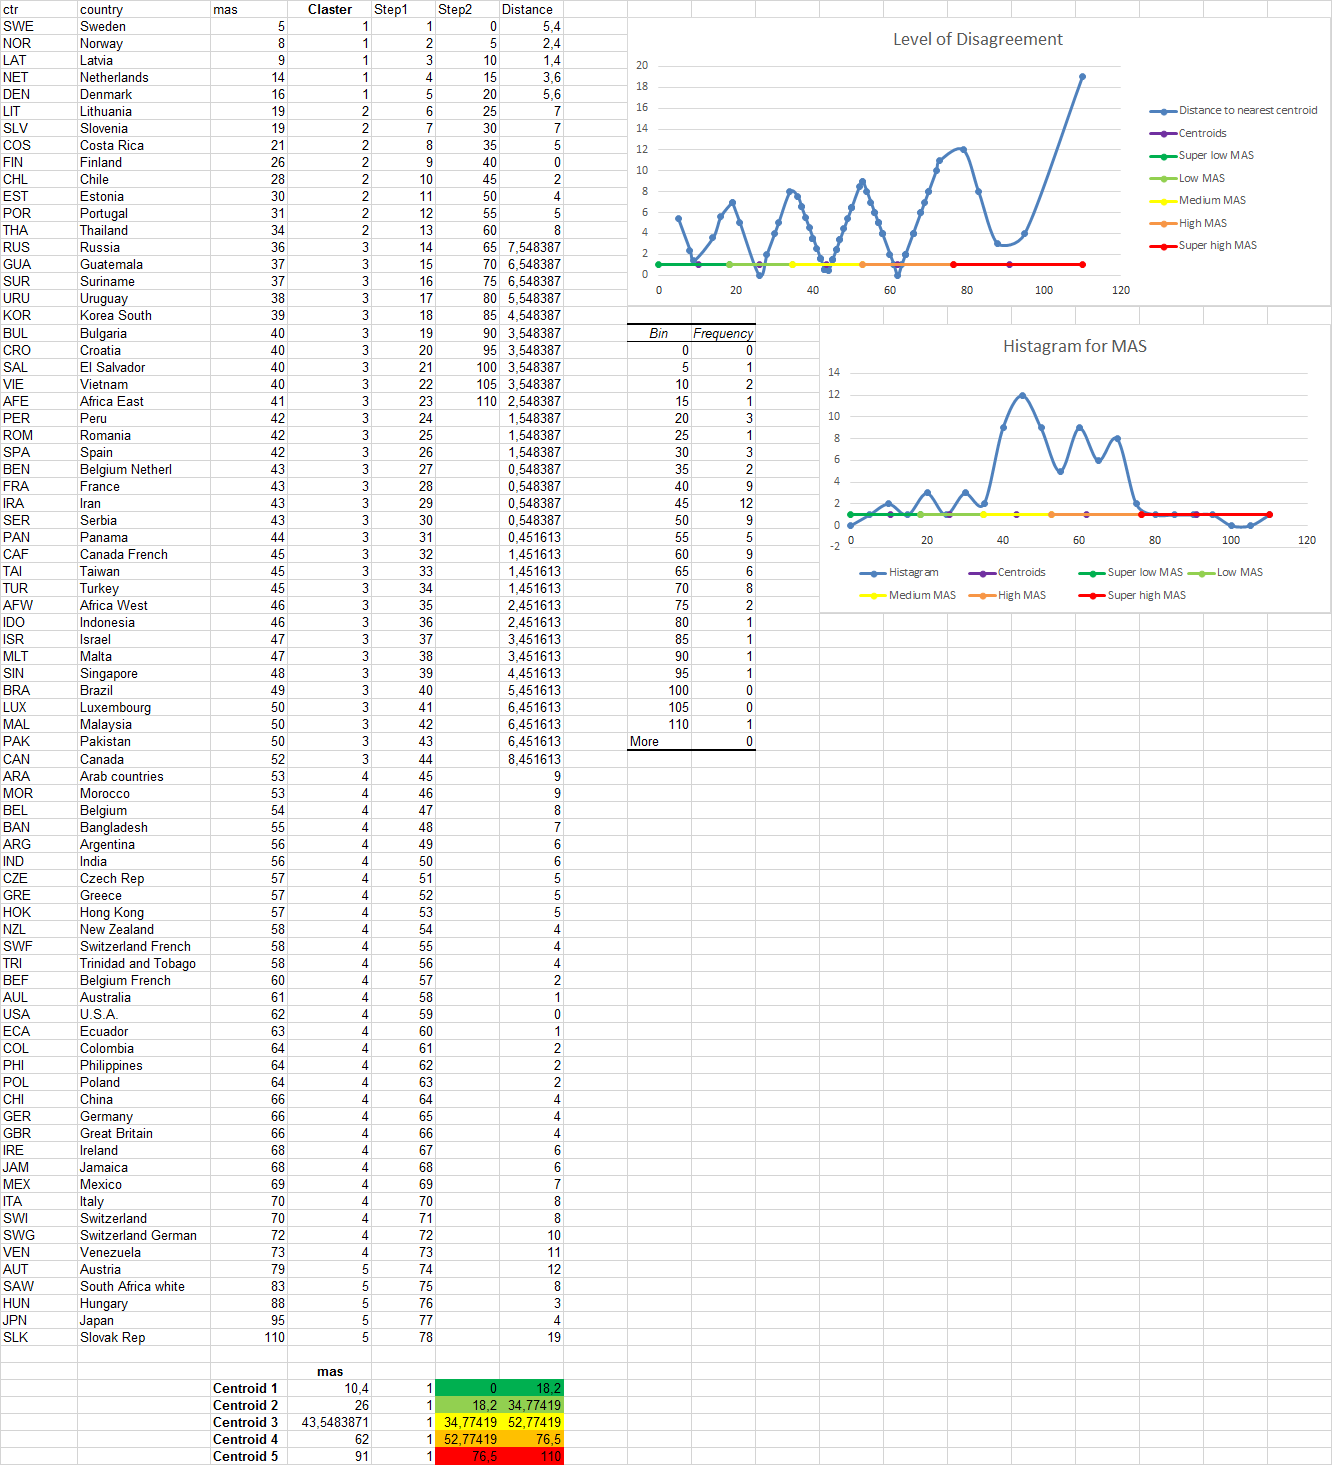 ctr country mas Claster Step1 Step2 Distance
SWE Sweden 5 1 1 0 5,4
NOR Norway 8 1 2 5 2,4
LAT Latvia 9 1 3 10 1,4
NET Netherlands 14 1 4 15 3,6
DEN Denmark 16 1 5 20 5,6
LIT Lithuania 19 2 6 25 7
SLV Slovenia 19 2 7 30 7
COS Costa Rica 21 2 8 35 5
FIN Finland 26 2 9 40 0
CHL Chile 28 2 10 45 2
EST Estonia 30 2 11 50 4
POR Portugal 31 2 12 55 5
THA Thailand 34 2 13 60 8
RUS Russia 36 3 14 65 7,548387
GUA Guatemala 37 3 15 70 6,548387
SUR Suriname 37 3 16 75 6,548387
URU Uruguay 38 3 17 80 5,548387
KOR Korea South 39 3 18 85 4,548387
BUL Bulgaria 40 3 19 90 3,548387
CRO Croatia 40 3 20 95 3,548387
SAL El Salvador 40 3 21 100 3,548387
VIE Vietnam 40 3 22 105 3,548387
AFE Africa East 41 3 23 110 2,548387
PER Peru 42 3 24 1,548387
ROM Romania 42 3 25 1,548387
SPA Spain 42 3 26 1,548387
BEN Belgium Netherl 43 3 27 0,548387
FRA France 43 3 28 0,548387
IRA Iran 43 3 29 0,548387
SER Serbia 43 3 30 0,548387
PAN Panama 44 3 31 0,451613
CAF Canada French 45 3 32 1,451613
TAI Taiwan 45 3 33 1,451613
TUR Turkey 45 3 34 1,451613
AFW Africa West 46 3 35 2,451613
IDO Indonesia 46 3 36 2,451613
ISR Israel 47 3 37 3,451613
MLT Malta 47 3 38 3,451613
SIN Singapore 48 3 39 4,451613
BRA Brazil 49 3 40 5,451613
LUX Luxembourg 50 3 41 6,451613
MAL Malaysia 50 3 42 6,451613
PAK Pakistan 50 3 43 6,451613
CAN Canada 52 3 44 8,451613
ARA Arab countries 53 4 45 9
MOR Morocco 53 4 46 9
BEL Belgium 54 4 47 8
BAN Bangladesh 55 4 48 7
ARG Argentina 56 4 49 6
IND India 56 4 50 6
CZE Czech Rep 57 4 51 5
GRE Greece 57 4 52 5
HOK Hong Kong 57 4 53 5
NZL New Zealand 58 4 54 4
SWF Switzerland French 58 4 55 4
TRI Trinidad and Tobago 58 4 56 4
BEF Belgium French 60 4 57 2
AUL Australia 61 4 58 1
USA U.S.A. 62 4 59 0
ECA Ecuador 63 4 60 1
COL Colombia 64 4 61 2
PHI Philippines 64 4 62 2
POL Poland 64 4 63 2
CHI China 66 4 64 4
GER Germany 66 4 65 4
GBR Great Britain 66 4 66 4
IRE Ireland 68 4 67 6
JAM Jamaica 68 4 68 6
MEX Mexico 69 4 69 7
ITA Italy 70 4 70 8
SWI Switzerland 70 4 71 8
SWG Switzerland German 72 4 72 10
VEN Venezuela 73 4 73 11
AUT Austria 79 5 74 12
SAW South Africa white 83 5 75 8
HUN Hungary 88 5 76 3
JPN Japan 95 5 77 4
SLK Slovak Rep 110 5 78 19
mas
Centroid 1 10,4 1 0 18,2
Centroid 2 26 1 18,2 34,77419
Centroid 3 43,5483871 1 34,77419 52,77419
Centroid 4 62 1 52,77419 76,5
Centroid 5 91 1 76,5 110
Level of Disagreement
20
18
16
14
12
10
8
6
4
2
0
0 20 40 60 80 100 120
Distance to nearest centroid
Centroids
Super low MAS
Low MAS
Medium MAS
High MAS
Super high MAS
Bin Frequency
0 0
5 1
10 2
15 1
20 3
25 1
30 3
35 2
40 9
45 12
50 9
55 5
60 9
65 6
70 8
75 2
80 1
85 1
90 1
95 1
100 0
105 0
110 1
More 0
Histagram for MAS
14
12
10
8
6
4
2
0
-2
0 20 40 60 80 100 120
Histagram Centroids Super low MAS Low MAS
Medium MAS High MAS Super high MAS